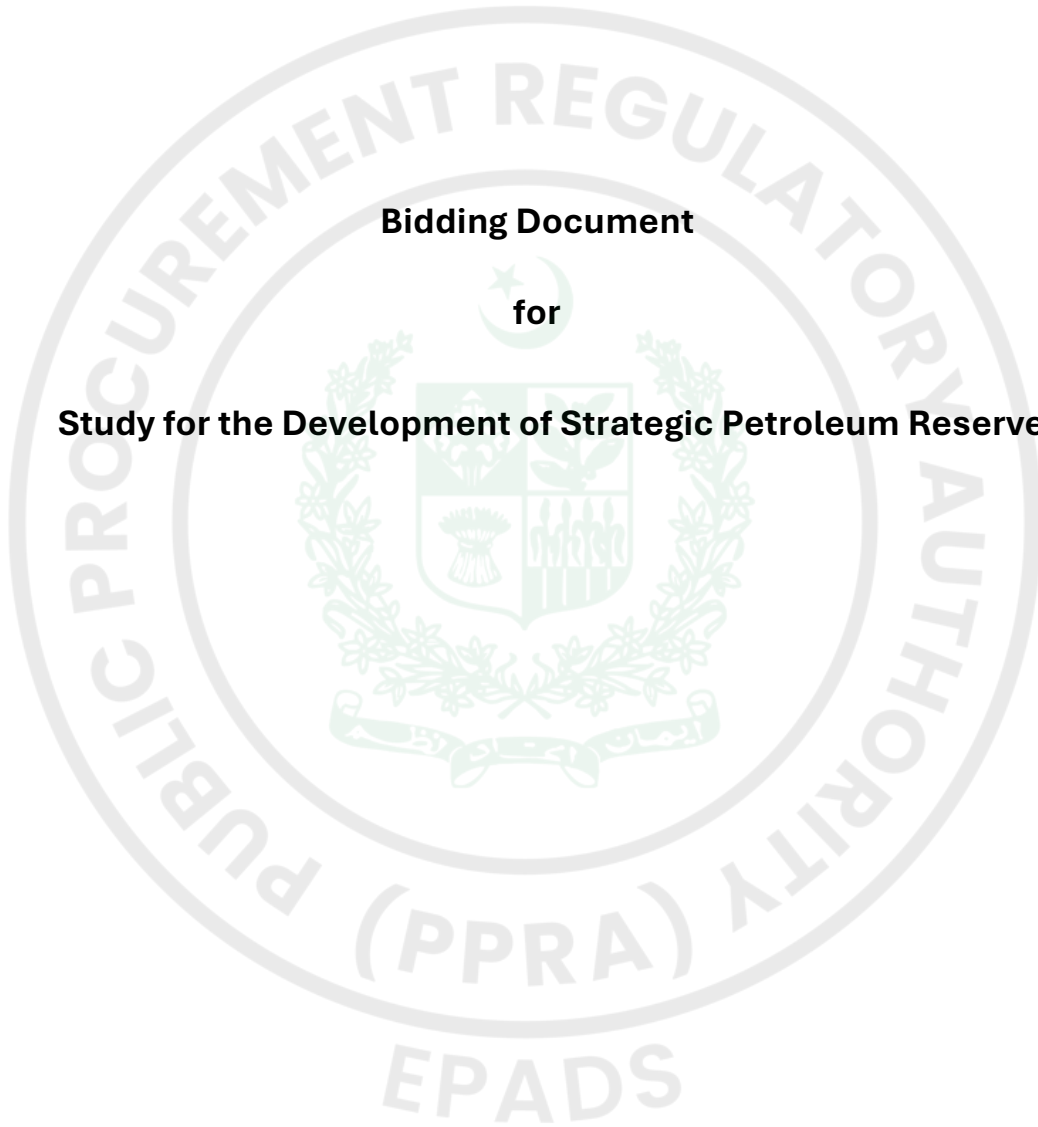 Bidding Document
for
Study for the Development of Strategic Petroleum Reserve
PUBLIC PROCUREMENT REGULATORY AUTHORITY
(PPRA)
EPADS